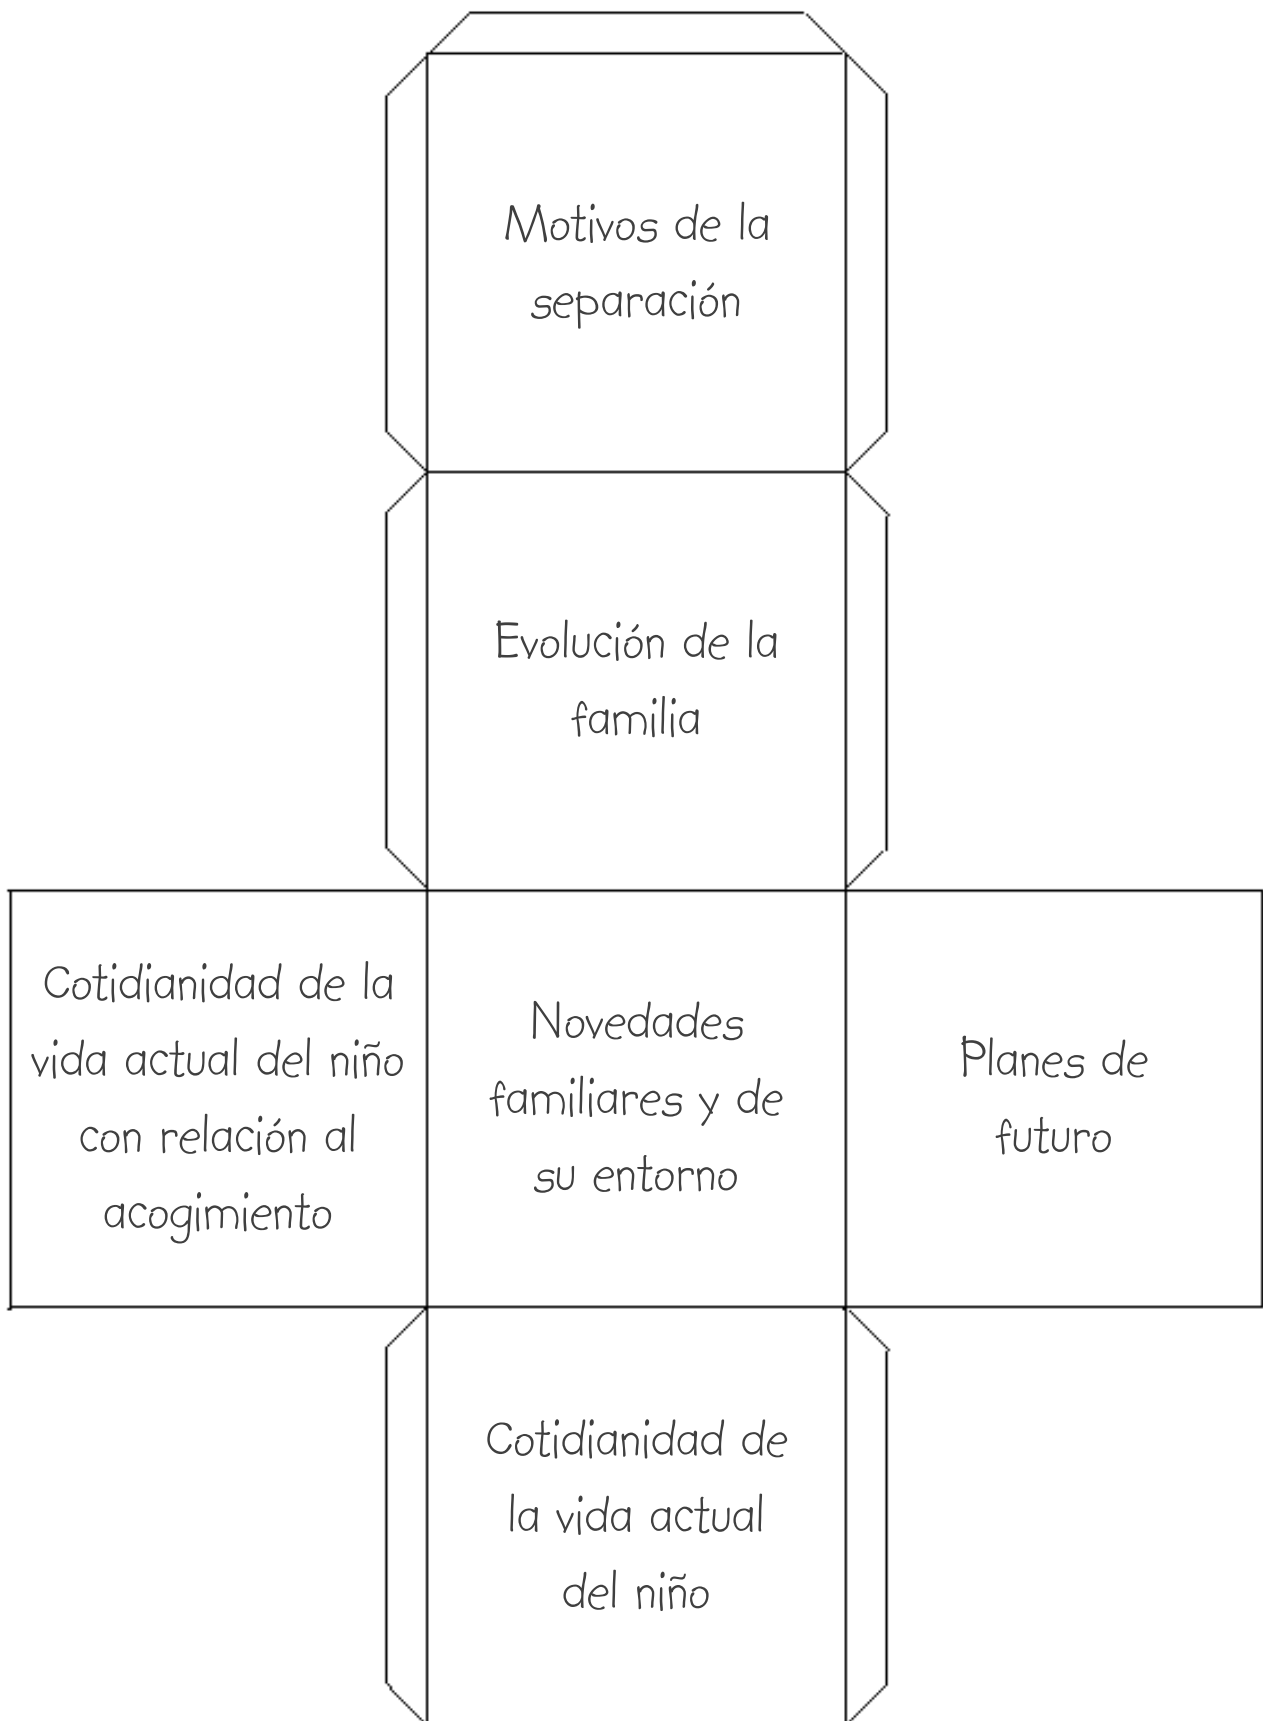 Motivos de la
separación
Evolución de la
familia
Cotidianidad de la
vida actual del niño
con relación al
acogimiento
Novedades
familiares y de
su entorno
Planes de
futuro
Cotidianidad de
la vida actual
del niño